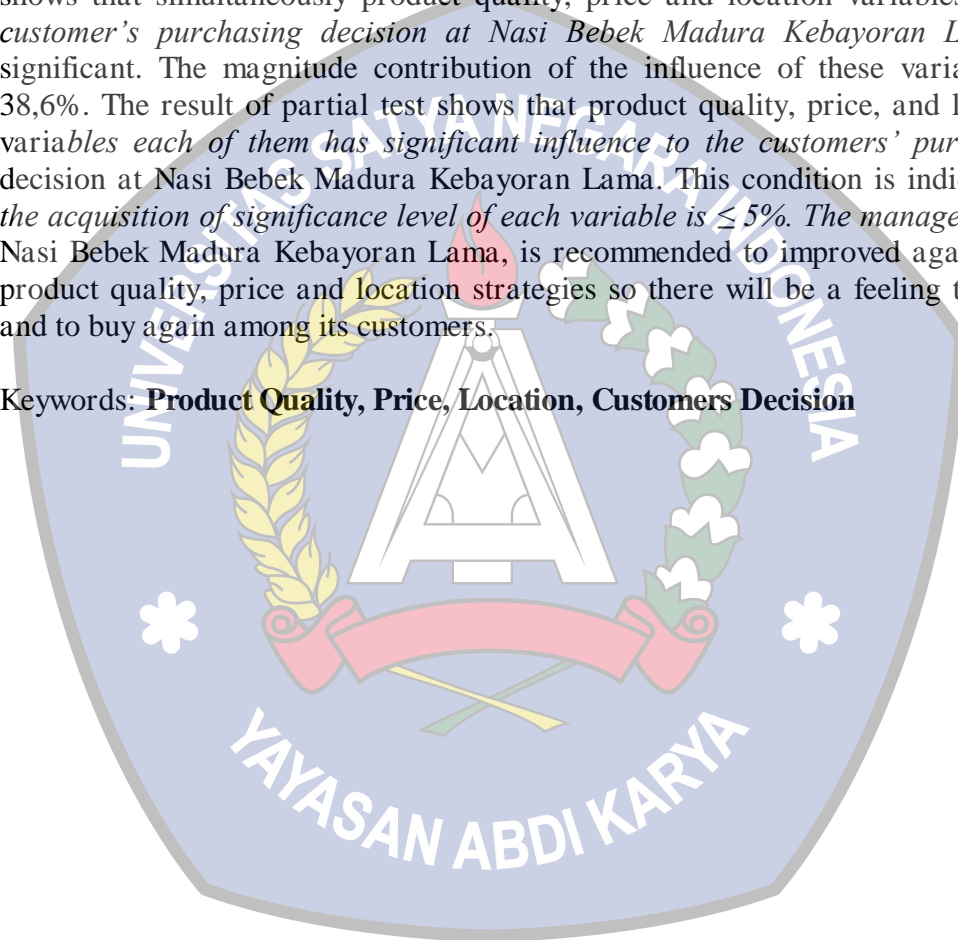 shows that simultaneously product quality, price and location variables
customer's purchasing decision at Nasi Bebek Madura Kebayoran L
significant. The magnitude contribution of the influence of these varia
38,6%. The result of partial test shows that product quality, price, and l
variables each of them has significant influence to the customers' pur
decision at Nasi Bebek Madura Kebayoran Lama. This condition is indi
the acquisition of significance level of each variable is ≤ 5%. The manage
Nasi Bebek Madura Kebayoran Lama, is recommended to improved aga
product quality, price and location strategies so there will be a feeling t
and to buy again among its customers.
Keywords: Product Quality, Price, Location, Customers Decision
UNIVERSITAS SATYA NEGARA INDONESIA
YAYASAN ABDI KARYA